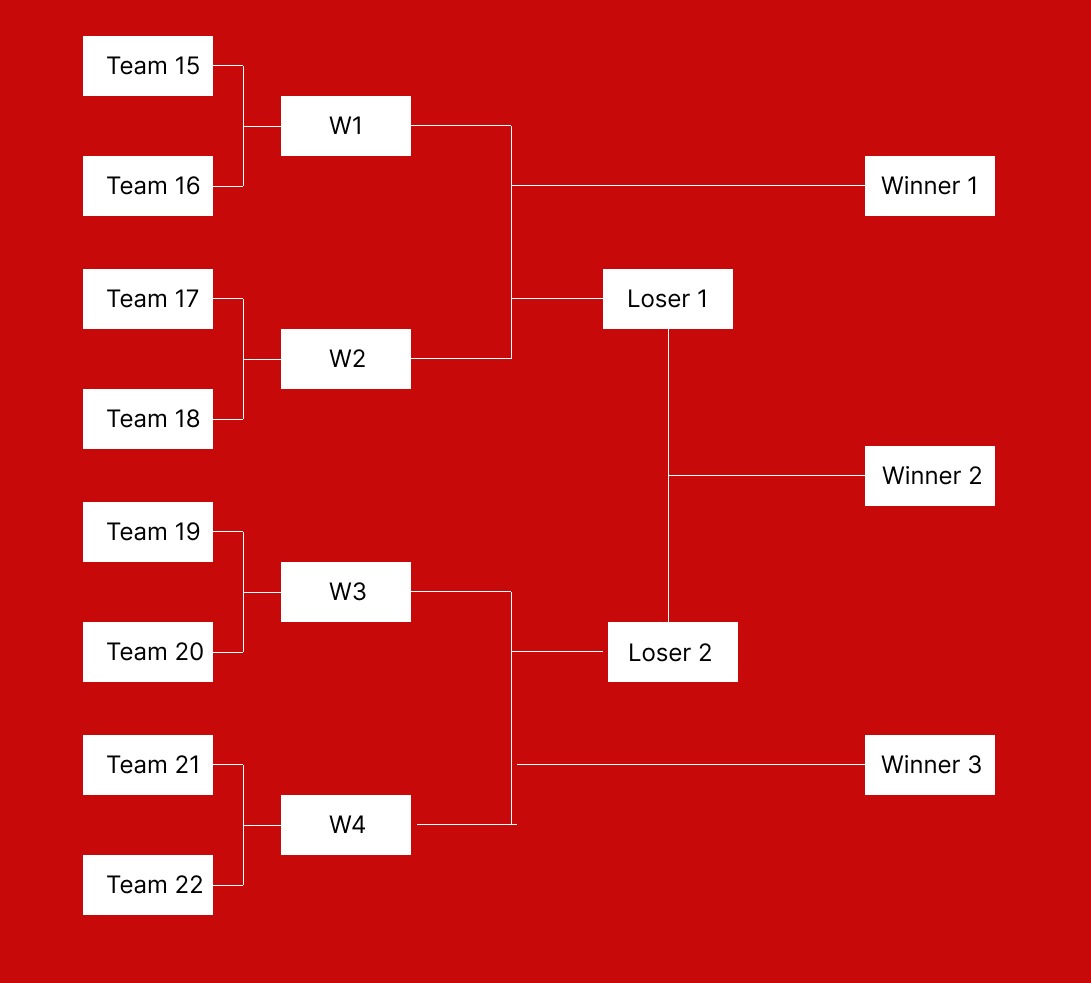 Team 15
W1
Team 16
Winner 1
Team 17
Loser 1
W2
Team 18
Winner 2
Team 19
W3
Team 20
Loser 2
Team 21
Winner 3
W4
Team 22